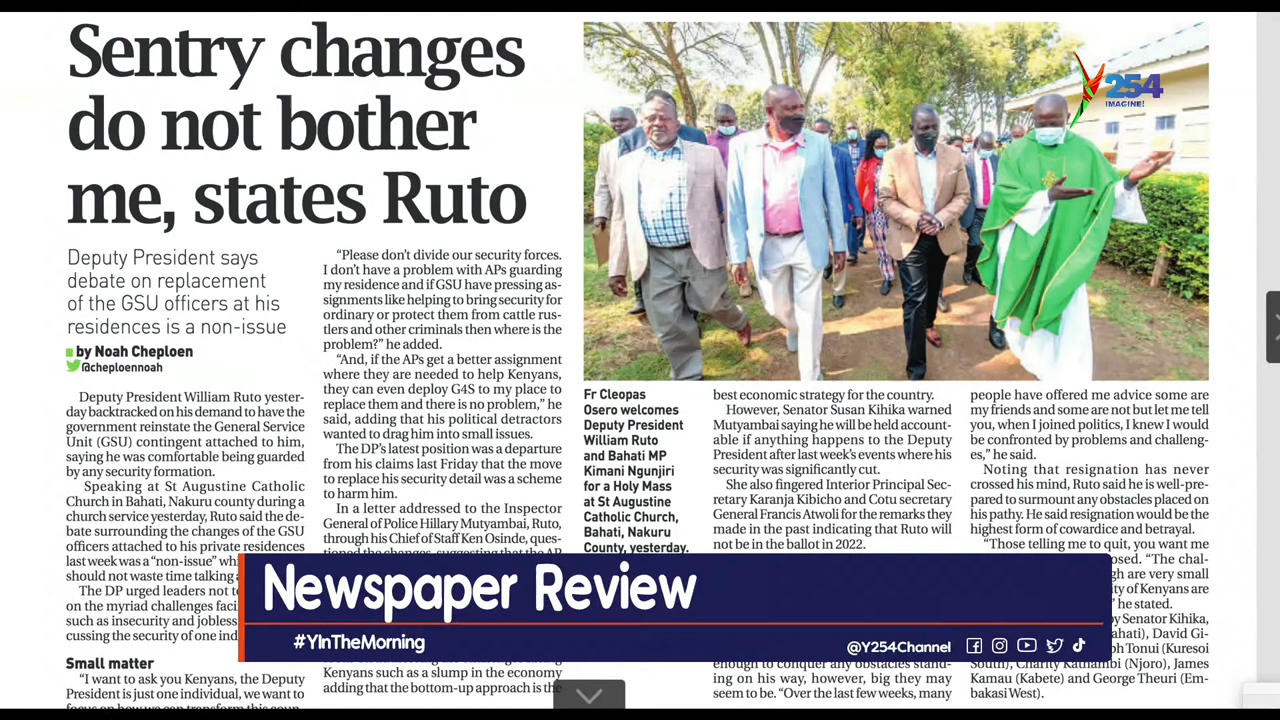 Sentry changes
do not bother
me, states Ruto
Deputy President says
debate on replacement
of the GSU officers at his
residences is a non-issue
by Noah Cheploen
@cheploennoah
Deputy President William Ruto yester-
day backtracked on his demand to have the
government reinstate the General Service
Unit (GSU) contingent attached to him,
saying he was comfortable being guarded
by any security formation.
Speaking at St Augustine Catholic
Church in Bahati, Nakuru county during a
church service yesterday, Ruto said the de-
bate surrounding the changes of the GSU
officers attached to his private residences
last week was a “non-issue”
should not waste time talking
The DP urged leaders not
on the myriad challenges
such as insecurity and
cussing the security of one
Small matter
“I want to ask you Kenyans, the Deputy
President is just one individual, we want to
focus on how we can transform this coun-
“Please don’t divide our security forces.
I don’t have a problem with APs guarding
my residence and if GSU have pressing as-
signments like helping to bring security for
ordinary or protect them from cattle rus-
tlers and other criminals then where is the
problem?” he added.
“And, if the APs get a better assignment
where they are needed to help Kenyans,
they can even deploy G4S to my place to
replace them and there is no problem,” he
said, adding that his political detractors
wanted to drag him into small issues.
The DP’s latest position was a departure
from his claims last Friday that the move
to replace his security detail was a scheme
to harm him.
In a letter addressed to the Inspector
General of Police Hillary Mutyambai, Ruto,
through his Chief of Staff Ken Osinde, ques-
tioned the changes, suggesting that the AP
Kenyans such as a slump in the economy
adding that the bottom-up approach is the
254
IMAGINE!
Fr Cleopas
Osero welcomes
Deputy President
William Ruto
and Bahati MP
Kimani Ngunjiri
for a Holy Mass
at St Augustine
Catholic Church,
Bahati, Nakuru
County, yesterday.
best economic strategy for the country.
However, Senator Susan Kihika warned
Mutyambai saying he will be held account-
able if anything happens to the Deputy
President after last week’s events where his
security was significantly cut.
She also fingered Interior Principal Sec-
retary Karanja Kibicho and Cotu secretary
General Francis Atwoli for the remarks they
made in the past indicating that Ruto will
not be in the ballot in 2022.
enough to conquer any obstacles stand-
ing on his way, however, big they may
seem to be. “Over the last few weeks, many
people have offered me advice some are
my friends and some are not but let me tell
you, when I joined politics, I knew I would
be confronted by problems and challeng-
es,” he said.
Noting that resignation has never
crossed his mind, Ruto said he is well-pre-
pared to surmount any obstacles placed on
his pathy. He said resignation would be the
highest form of cowardice and betrayal.
“Those telling me to quit, you want me
“The chal-
are very small
of Kenyans are
he stated.
by Senator Kihika,
David Gi-
Tonui (Kuresoi
South), Charity Kathambi (Njoro), James
Kamau (Kabete) and George Theuri (Em-
bakasi West).
Newspaper Review
#YInTheMorning
@Y254Channel